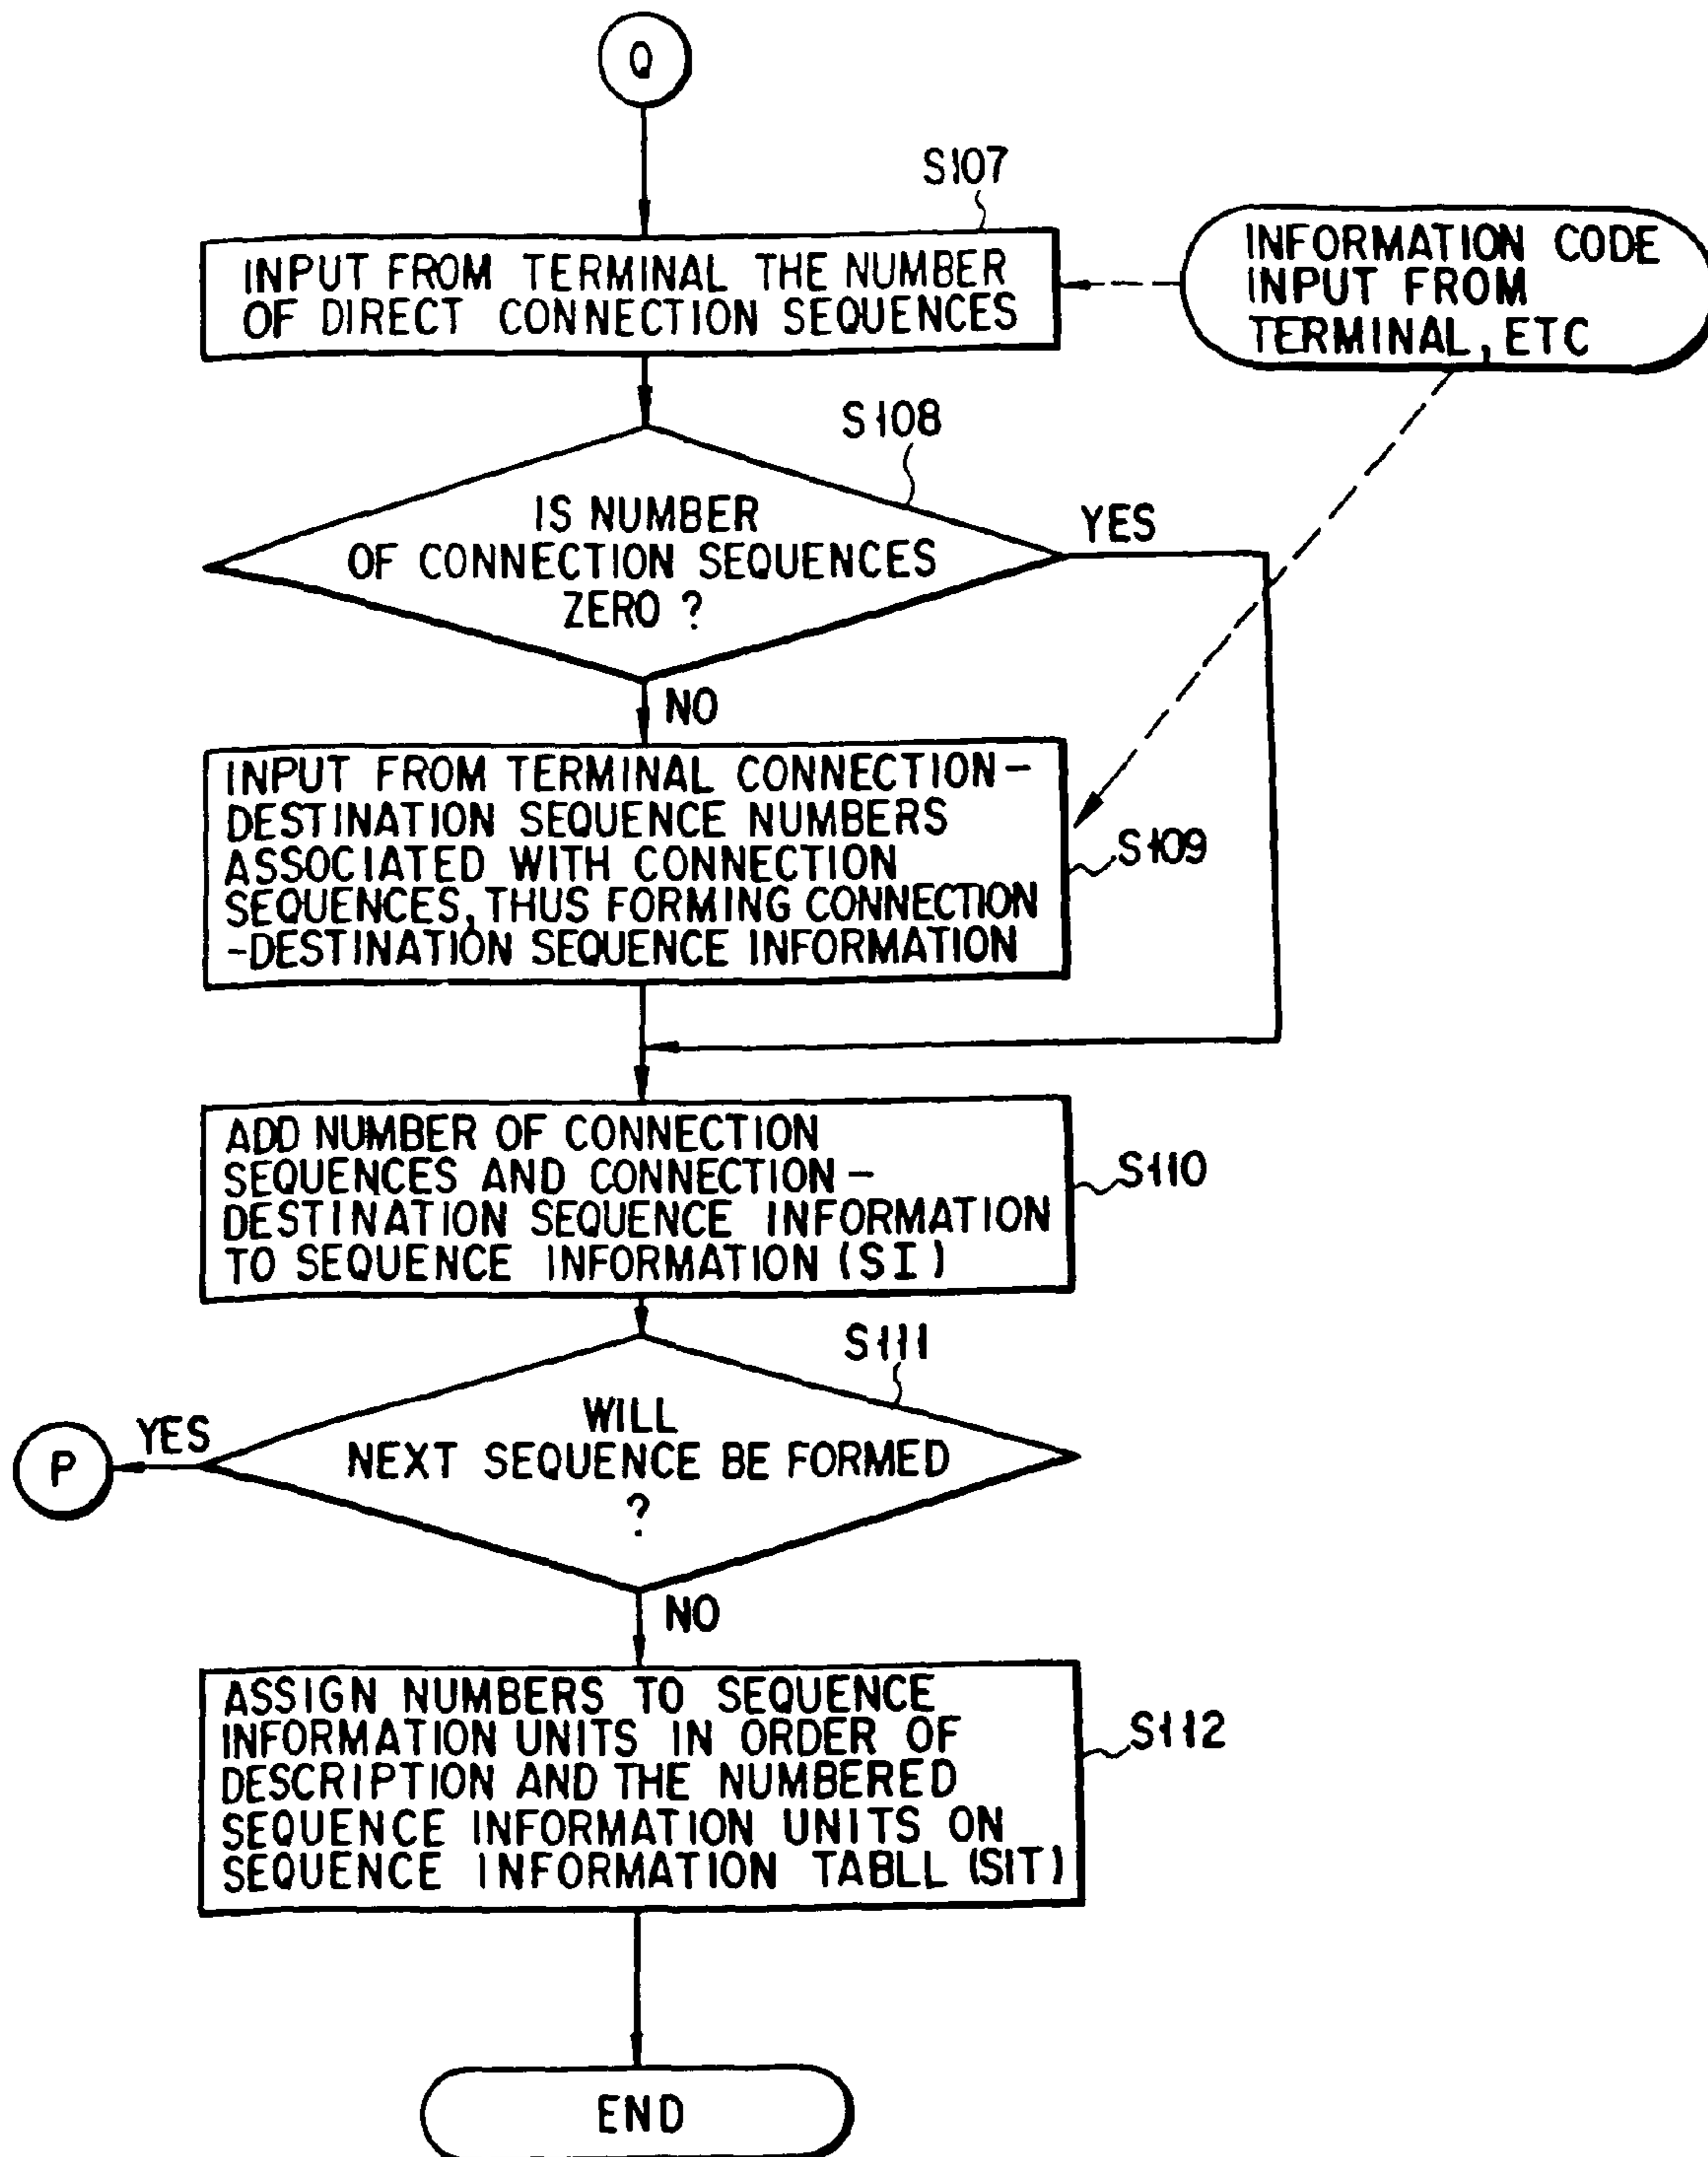 Q
S107
INPUT FROM TERMINAL THE NUMBER
OF DIRECT CONNECTION SEQUENCES
INFORMATION CODE
INPUT FROM
TERMINAL, ETC
S108
IS NUMBER
OF CONNECTION SEQUENCES
ZERO ?
YES
NO
INPUT FROM TERMINAL CONNECTION-
DESTINATION SEQUENCE NUMBERS
ASSOCIATED WITH CONNECTION
SEQUENCES, THUS FORMING CONNECTION
-DESTINATION SEQUENCE INFORMATION
S109
ADD NUMBER OF CONNECTION
SEQUENCES AND CONNECTION-
DESTINATION SEQUENCE INFORMATION
TO SEQUENCE INFORMATION (SI)
S110
S111
WILL
NEXT SEQUENCE BE FORMED
?
YES
P
NO
ASSIGN NUMBERS TO SEQUENCE
INFORMATION UNITS IN ORDER OF
DESCRIPTION AND THE NUMBERED
SEQUENCE INFORMATION UNITS ON
SEQUENCE INFORMATION TABLL (SIT)
S112
END